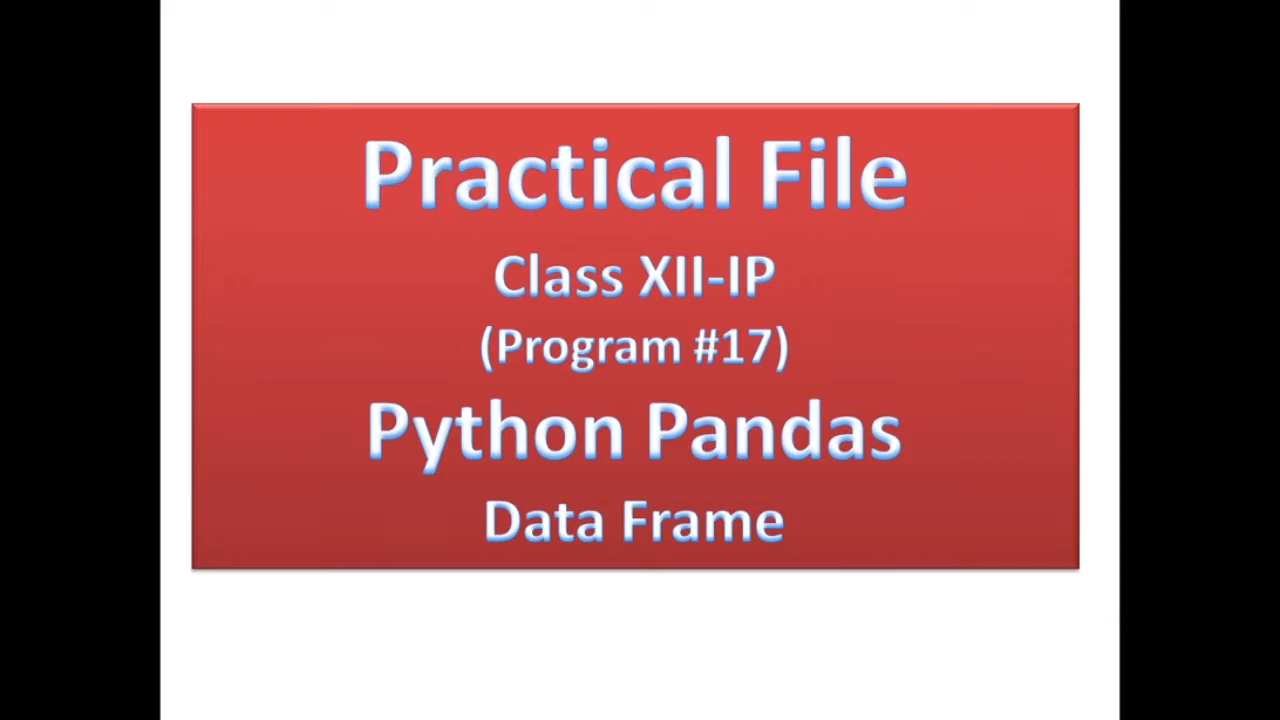 Practical File
Class XII-IP
(Program #17)
Python Pandas
Data Frame